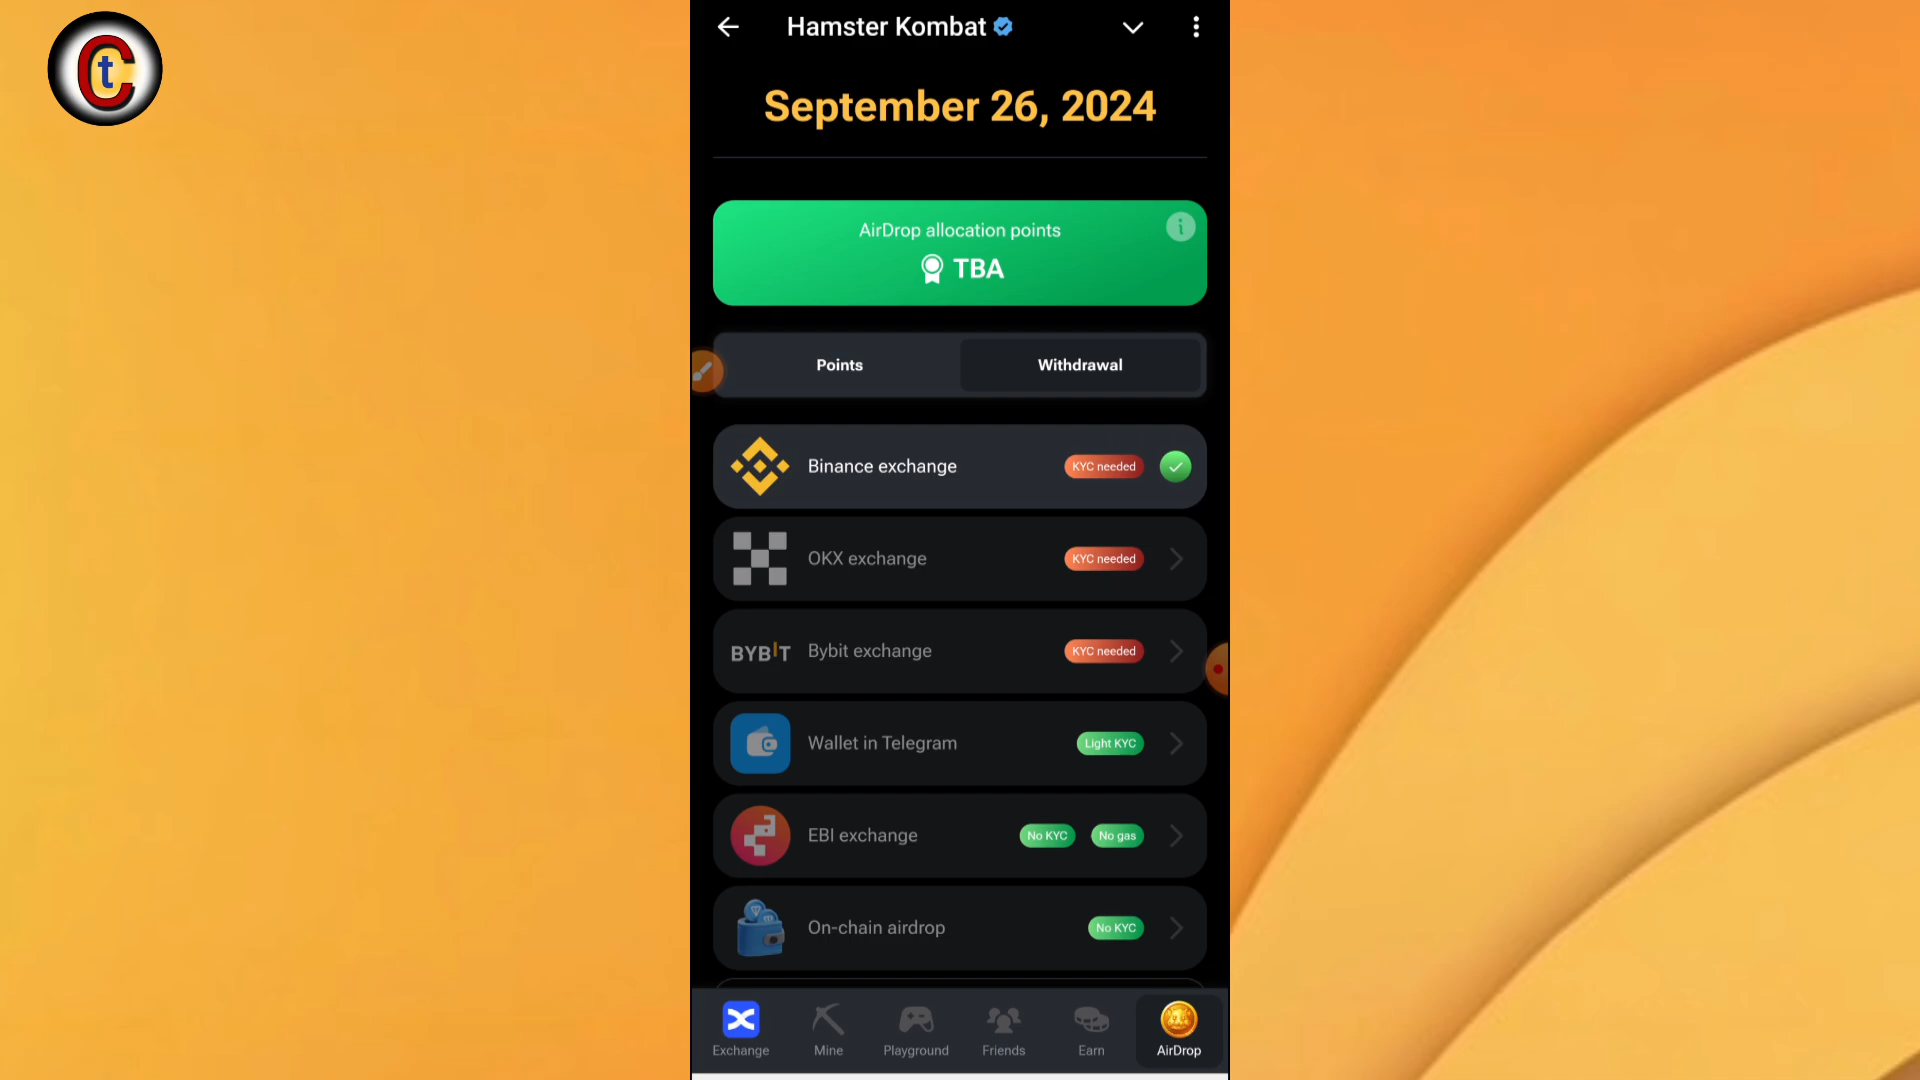 Ct
Hamster Kombat
September 26, 2024
AirDrop allocation points
TBA
Points
Withdrawal
Binance exchange
KYC needed
OKX exchange
KYC needed
BYBIT
Bybit exchange
KYC needed
Wallet in Telegram
Light KYC
EBI exchange
No KYC
No gas
On-chain airdrop
No KYC
Exchange
Mine
Playground
Friends
Earn
AirDrop